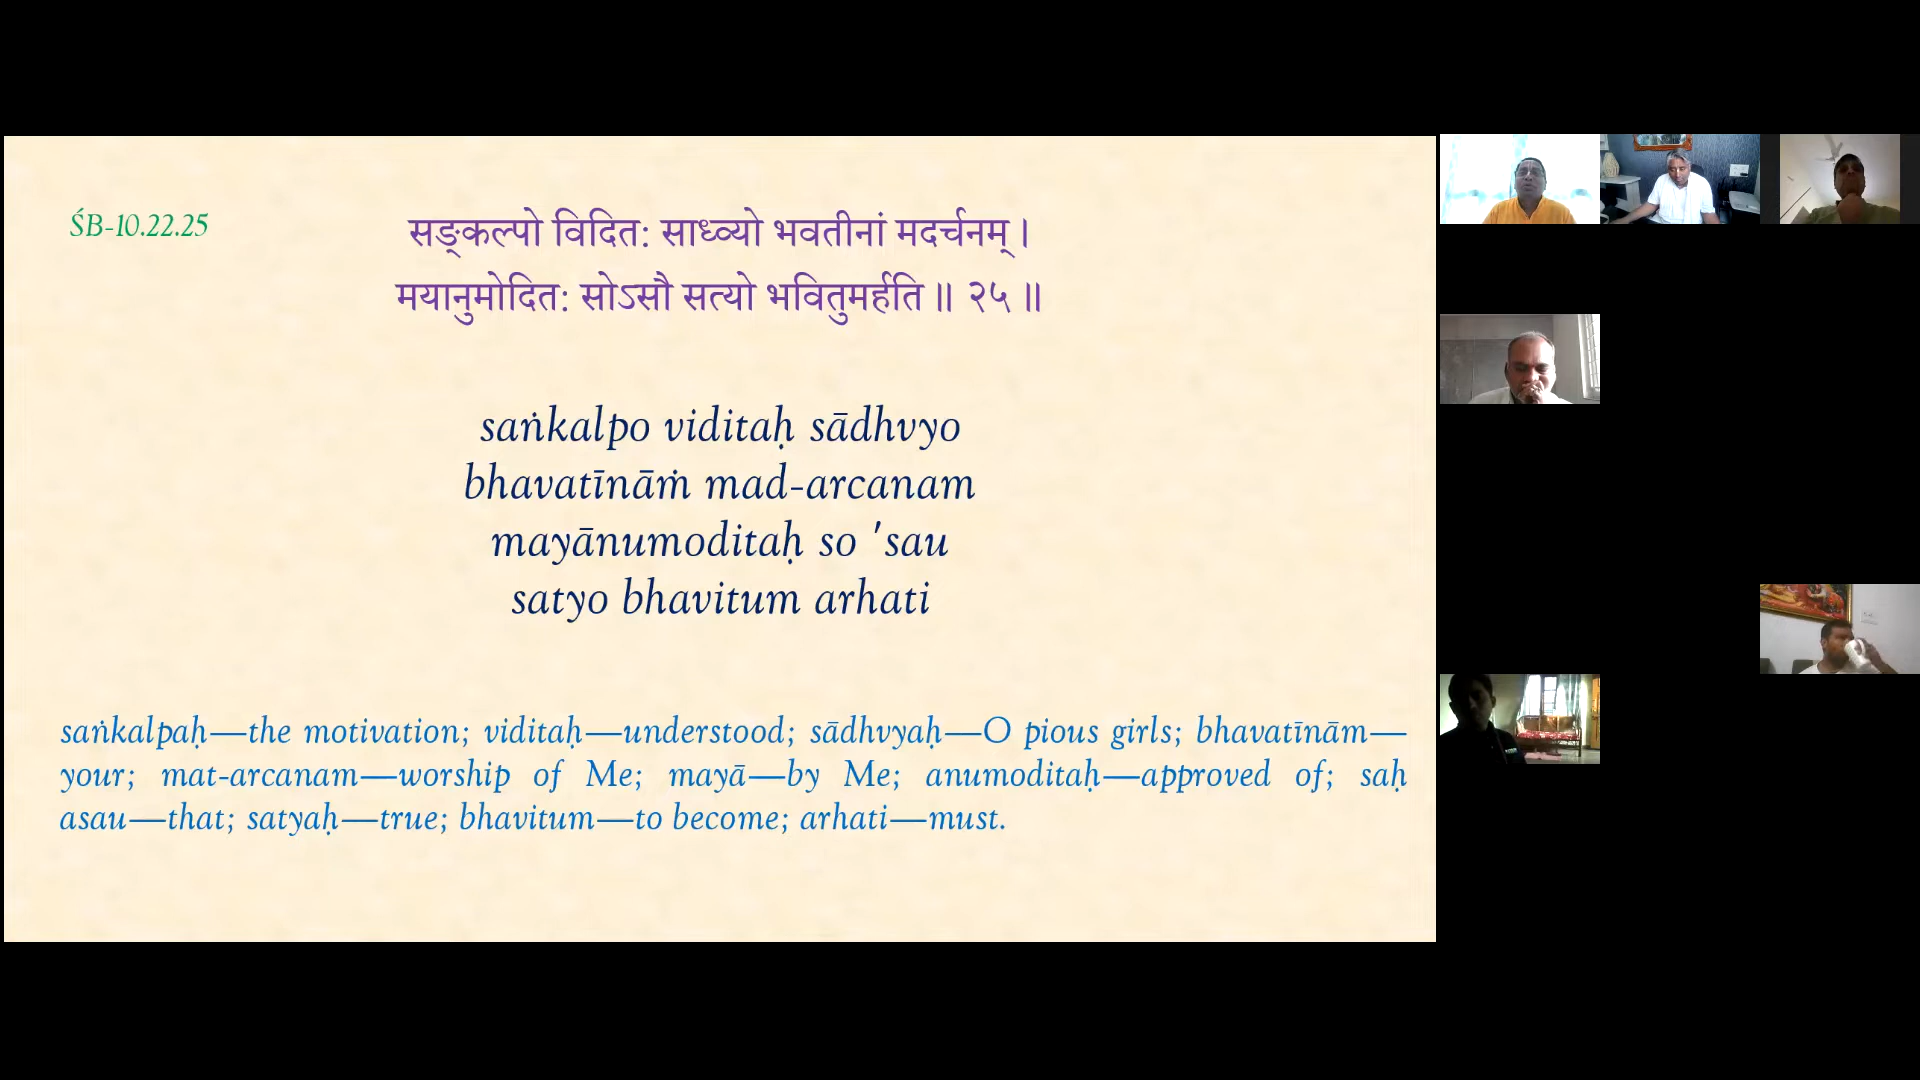 ŚB-10.22.25
सङ्कल्पो विदित: साध्व्यो भवतीनां मदर्चनम् ।
मयानुमोदित: सोऽसौ सत्यो भवितुमर्हति ॥ २५ ॥
saṅkalpo viditaḥ sādhvyo
bhavatīnāṁ mad-arcanam
mayānumoditaḥ so 'sau
satyo bhavitum arhati
saṅkalpaḥ—the motivation; viditaḥ—understood; sādhvyaḥ—O pious girls; bhavatīnām—
your; mat-arcanam—worship of Me; mayā—by Me; anumoditaḥ—approved of; saḥ
asau—that; satyaḥ—true; bhavitum—to become; arhati—must.